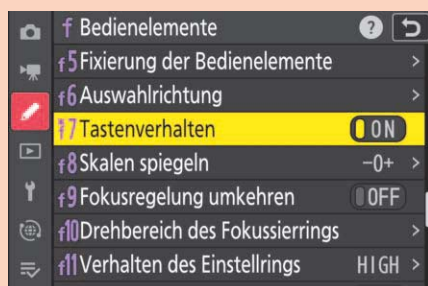 f Bedienelemente ?
f5 Fixierung der Bedienelemente >
f6 Auswahlrichtung >
f7 Tastenverhalten ON
f8 Skalen spiegeln −0+ >
f9 Fokusregelung umkehren OFF
f10 Drehbereich des Fokussierrings >
f11 Verhalten des Einstellrings HIGH >